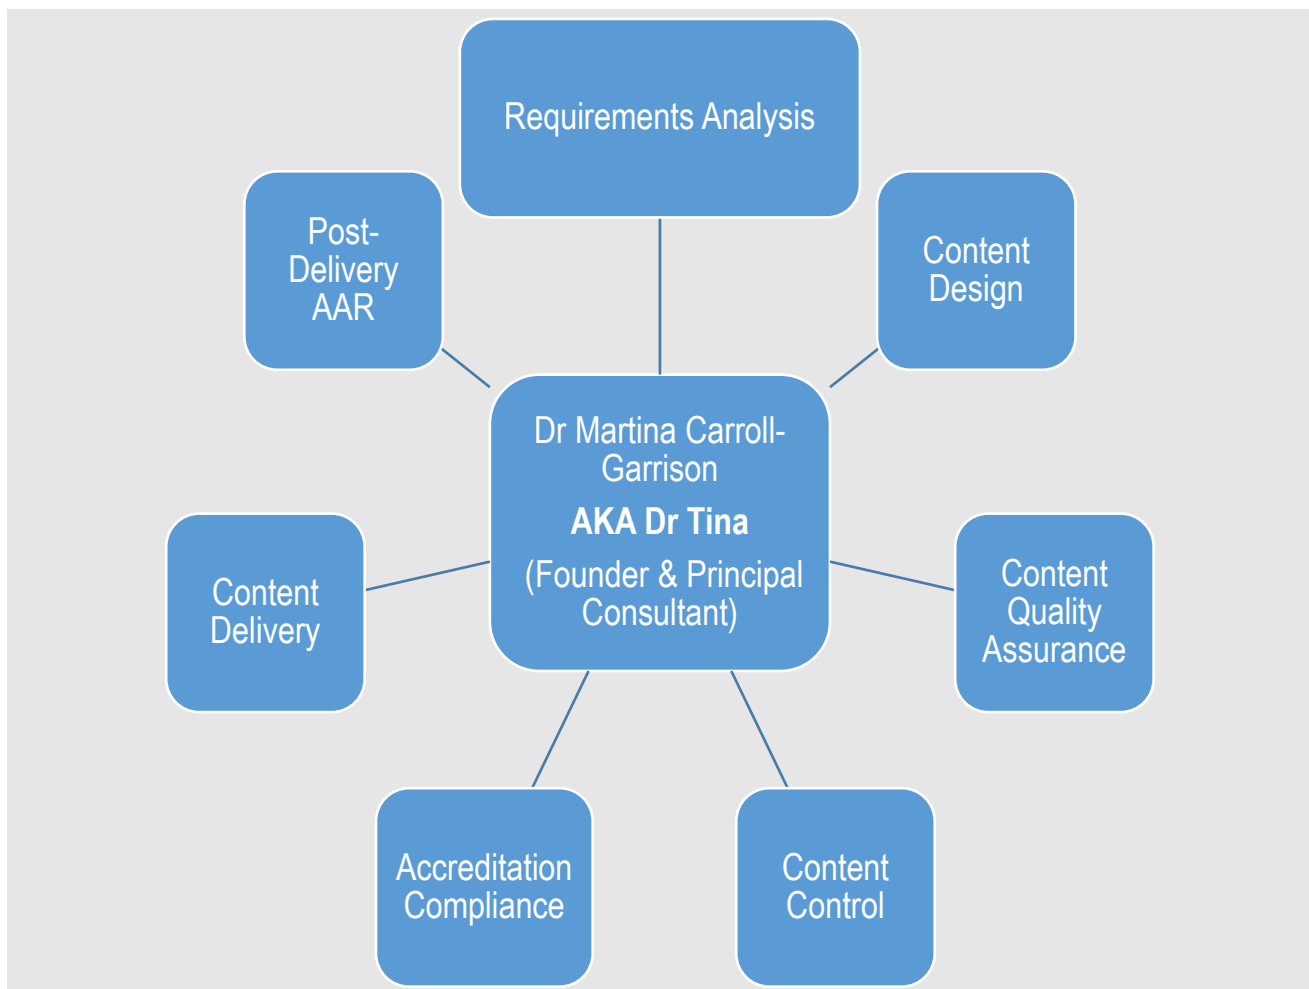 Requirements Analysis
Post-
Delivery
AAR
Content
Design
Dr Martina Carroll-
Garrison
AKA Dr Tina
(Founder & Principal
Consultant)
Content
Delivery
Content
Quality
Assurance
Accreditation
Compliance
Content
Control